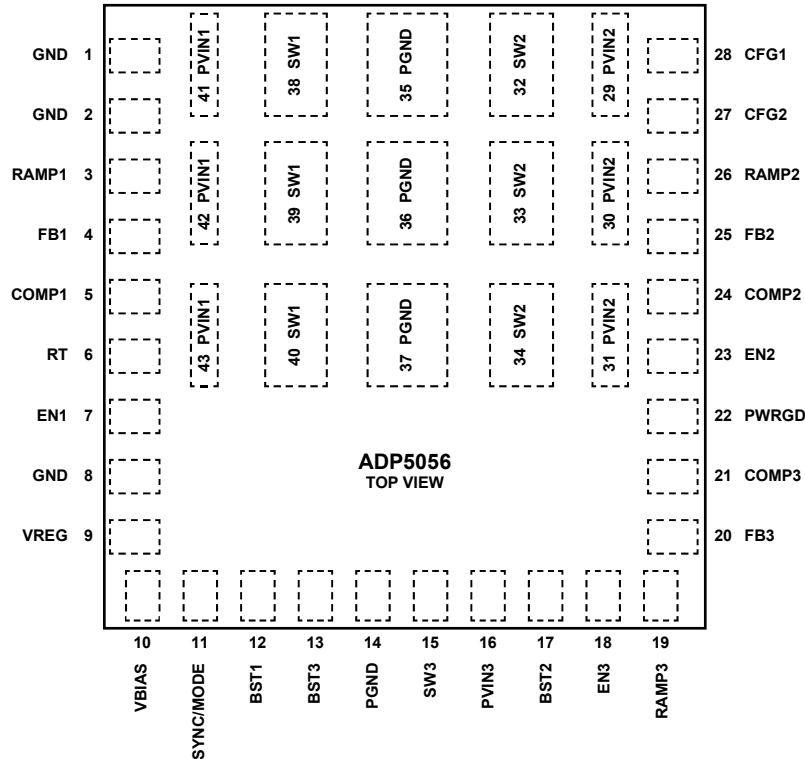 GND 1
GND 2
RAMP1 3
FB1 4
COMP1 5
RT 6
EN1 7
GND 8
VREG 9
41 PVIN1
38 SW1
35 PGND
32 SW2
29 PVIN2
42 PVIN1
39 SW1
36 PGND
33 SW2
30 PVIN2
43 PVIN1
40 SW1
37 PGND
34 SW2
31 PVIN2
28 CFG1
27 CFG2
26 RAMP2
25 FB2
24 COMP2
23 EN2
22 PWRGD
21 COMP3
20 FB3
ADP5056
TOP VIEW
10 VBIAS
11 SYNC/MODE
12 BST1
13 BST3
14 PGND
15 SW3
16 PVIN3
17 BST2
18 EN3
19 RAMP3